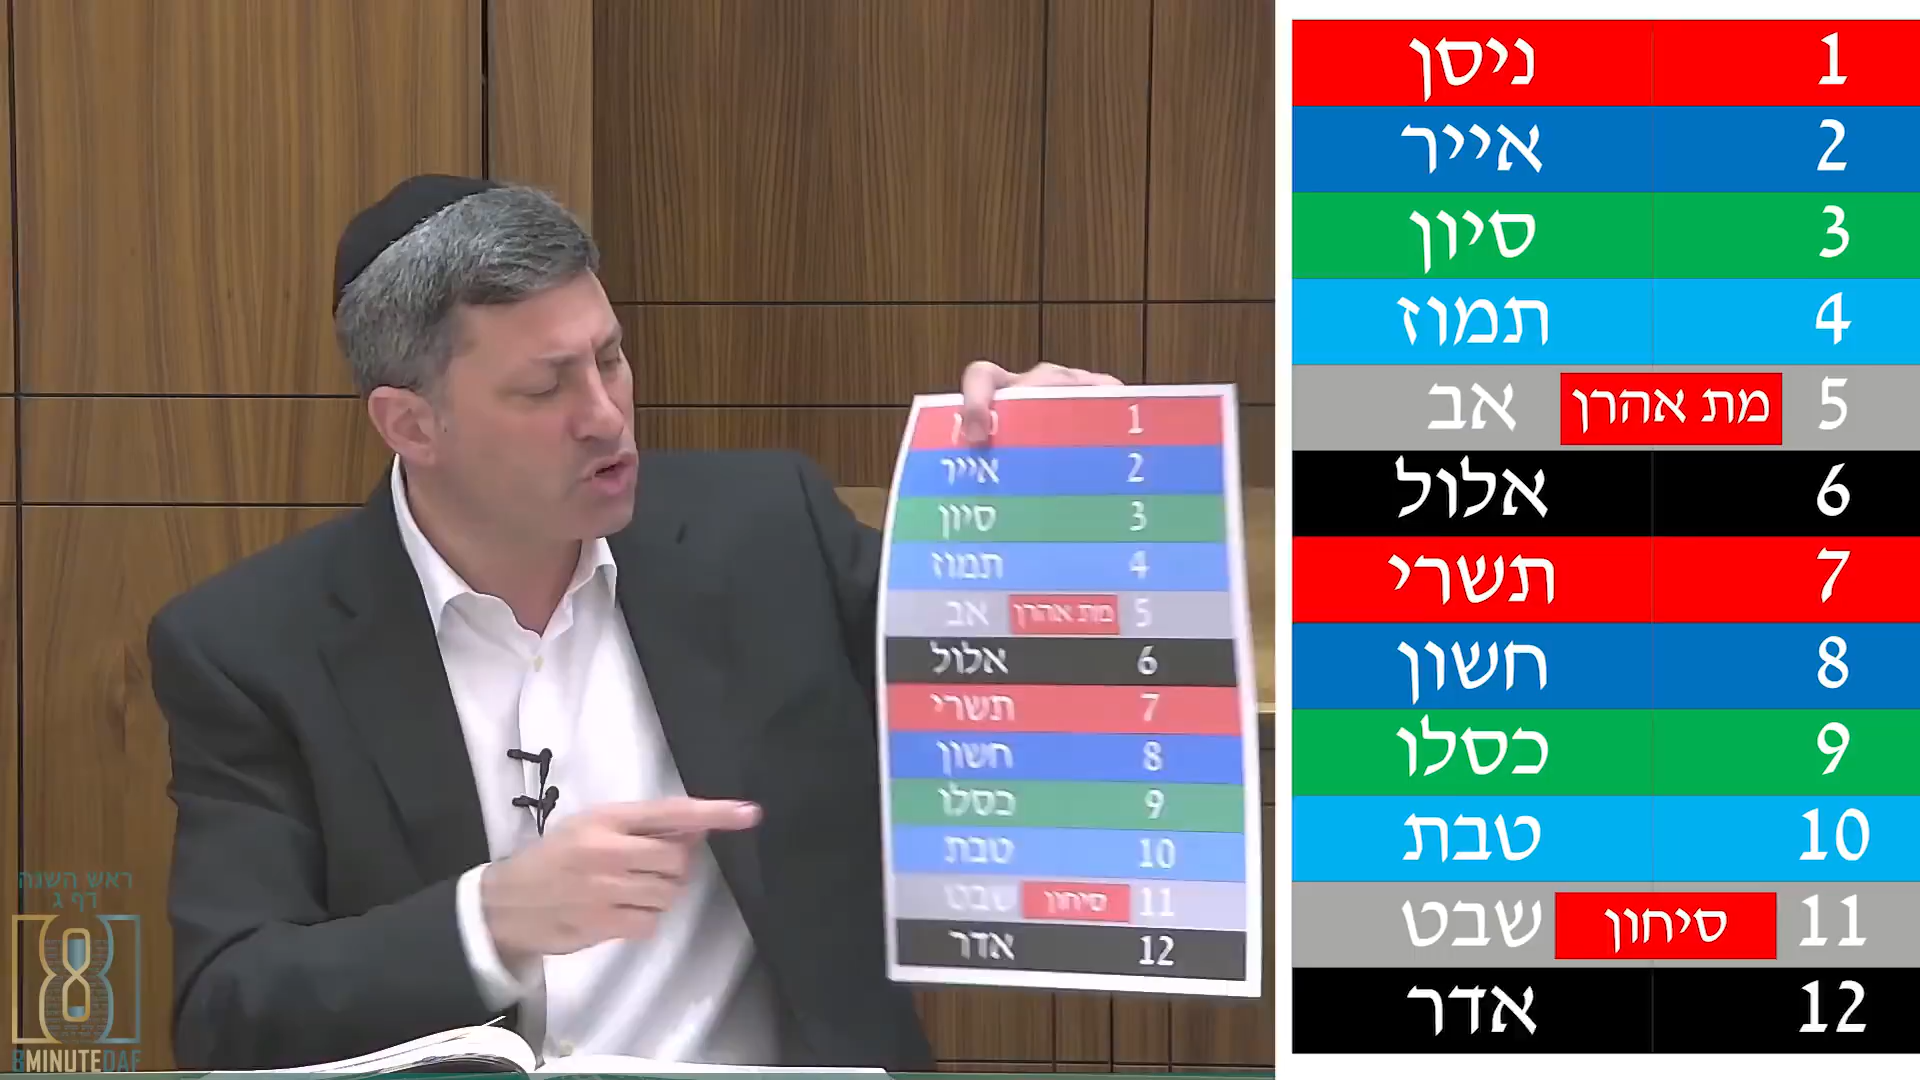 1 ניסן
2 אייר
3 סיון
4 תמוז
5 מת אהרן אב
6 אלול
7 תשרי
8 חשון
9 כסלו
10 טבת
11 סיחון שבט
12 אדר
1
2 אייר
3 סיון
4 תמוז
5 מת אהרן אב
6 אלול
7 תשרי
8 חשון
9 כסלו
10 טבת
11 סיחון שבט
12 אדר
ראש השנה
דף ג
8
8MINUTEDAF